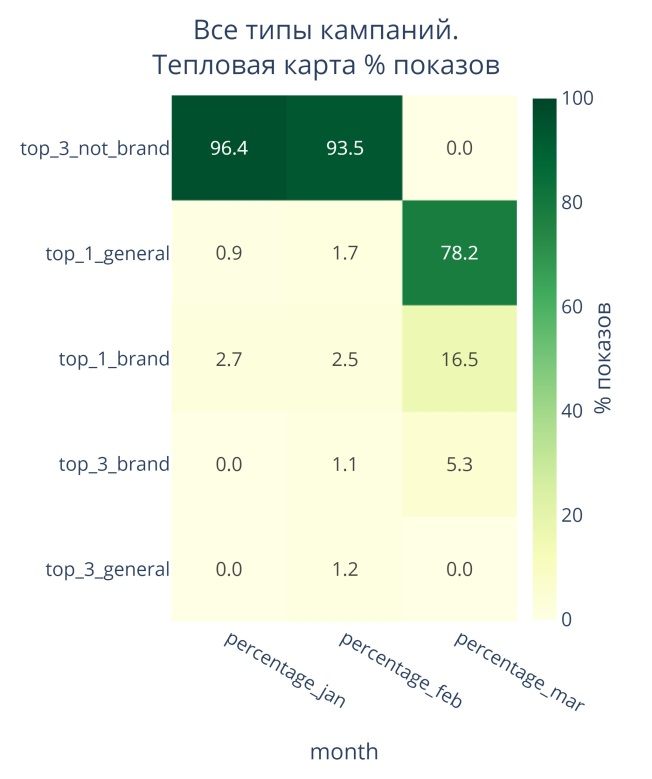 Все типы кампаний.
Тепловая карта % показов
top_3_not_brand 96.4 93.5 0.0
top_1_general 0.9 1.7 78.2
top_1_brand 2.7 2.5 16.5
top_3_brand 0.0 1.1 5.3
top_3_general 0.0 1.2 0.0
percentage_jan percentage_feb percentage_mar
month
100
80
60
40
20
0
% показов